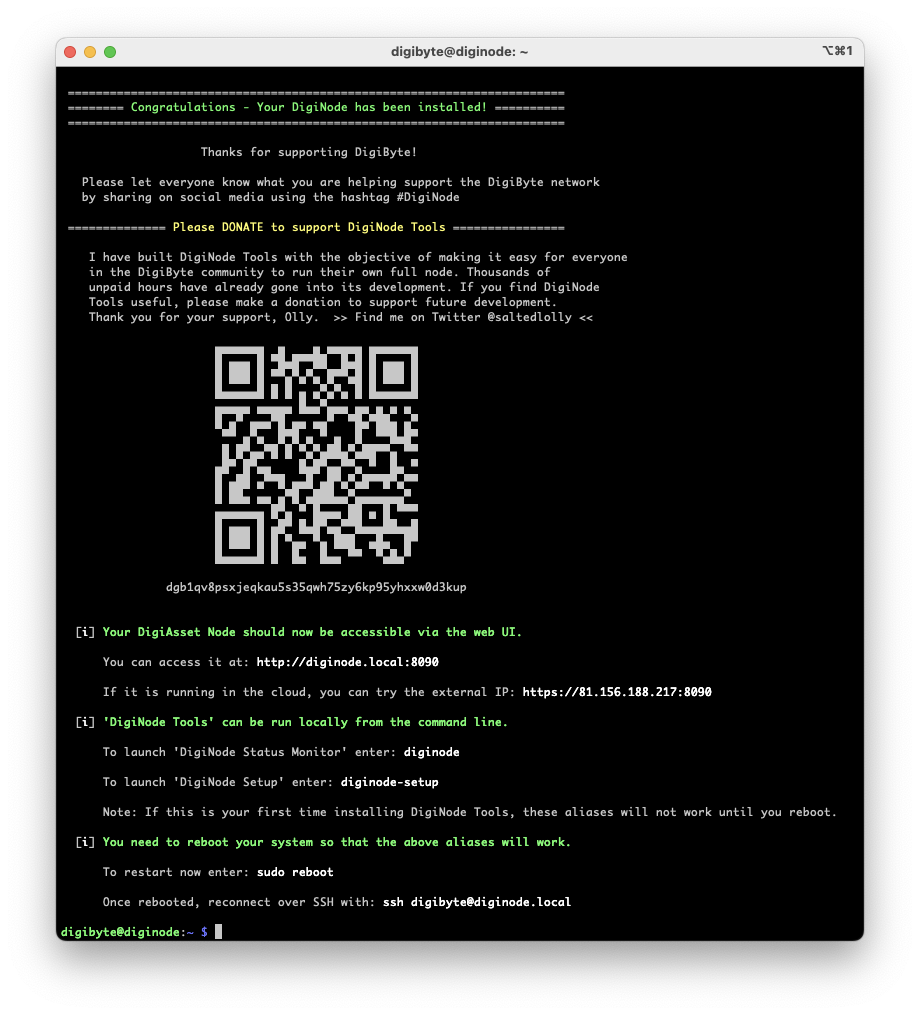 digibyte@diginode: ~
⌥⌘1
=======================================================================
======== Congratulations - Your DigiNode has been installed! ==========
=======================================================================
Thanks for supporting DigiByte!
Please let everyone know what you are helping support the DigiByte network
by sharing on social media using the hashtag #DigiNode
============== Please DONATE to support DigiNode Tools ================
I have built DigiNode Tools with the objective of making it easy for everyone
in the DigiByte community to run their own full node. Thousands of
unpaid hours have already gone into its development. If you find DigiNode
Tools useful, please make a donation to support future development.
Thank you for your support, Olly.  >> Find me on Twitter @saltedlolly <<
dgb1qv8psxjeqkau5s35qwh75zy6kp95yhxxw0d3kup
[i] Your DigiAsset Node should now be accessible via the web UI.
You can access it at: http://diginode.local:8090
If it is running in the cloud, you can try the external IP: https://81.156.188.217:8090
[i] 'DigiNode Tools' can be run locally from the command line.
To launch 'DigiNode Status Monitor' enter: diginode
To launch 'DigiNode Setup' enter: diginode-setup
Note: If this is your first time installing DigiNode Tools, these aliases will not work until you reboot.
[i] You need to reboot your system so that the above aliases will work.
To restart now enter: sudo reboot
Once rebooted, reconnect over SSH with: ssh digibyte@diginode.local
digibyte@diginode:~ $